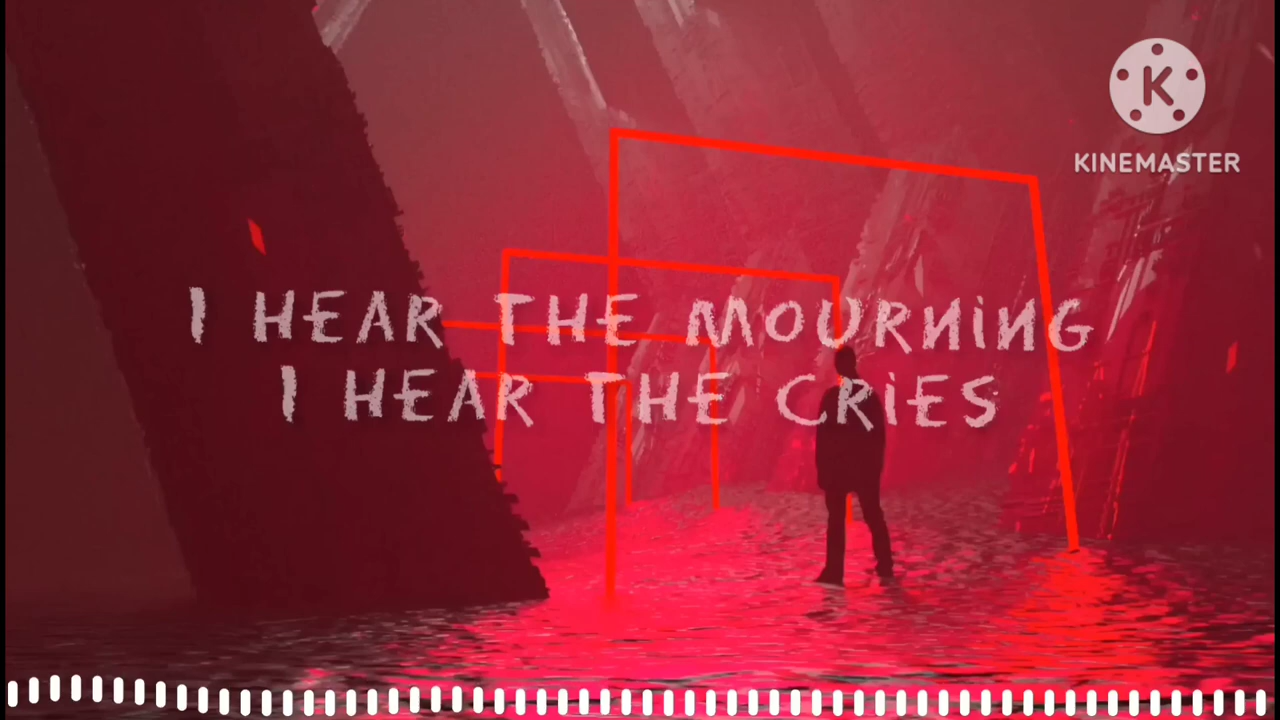 K
KINEMASTER
I HEAR THE MOURNING
I HEAR THE CRIES